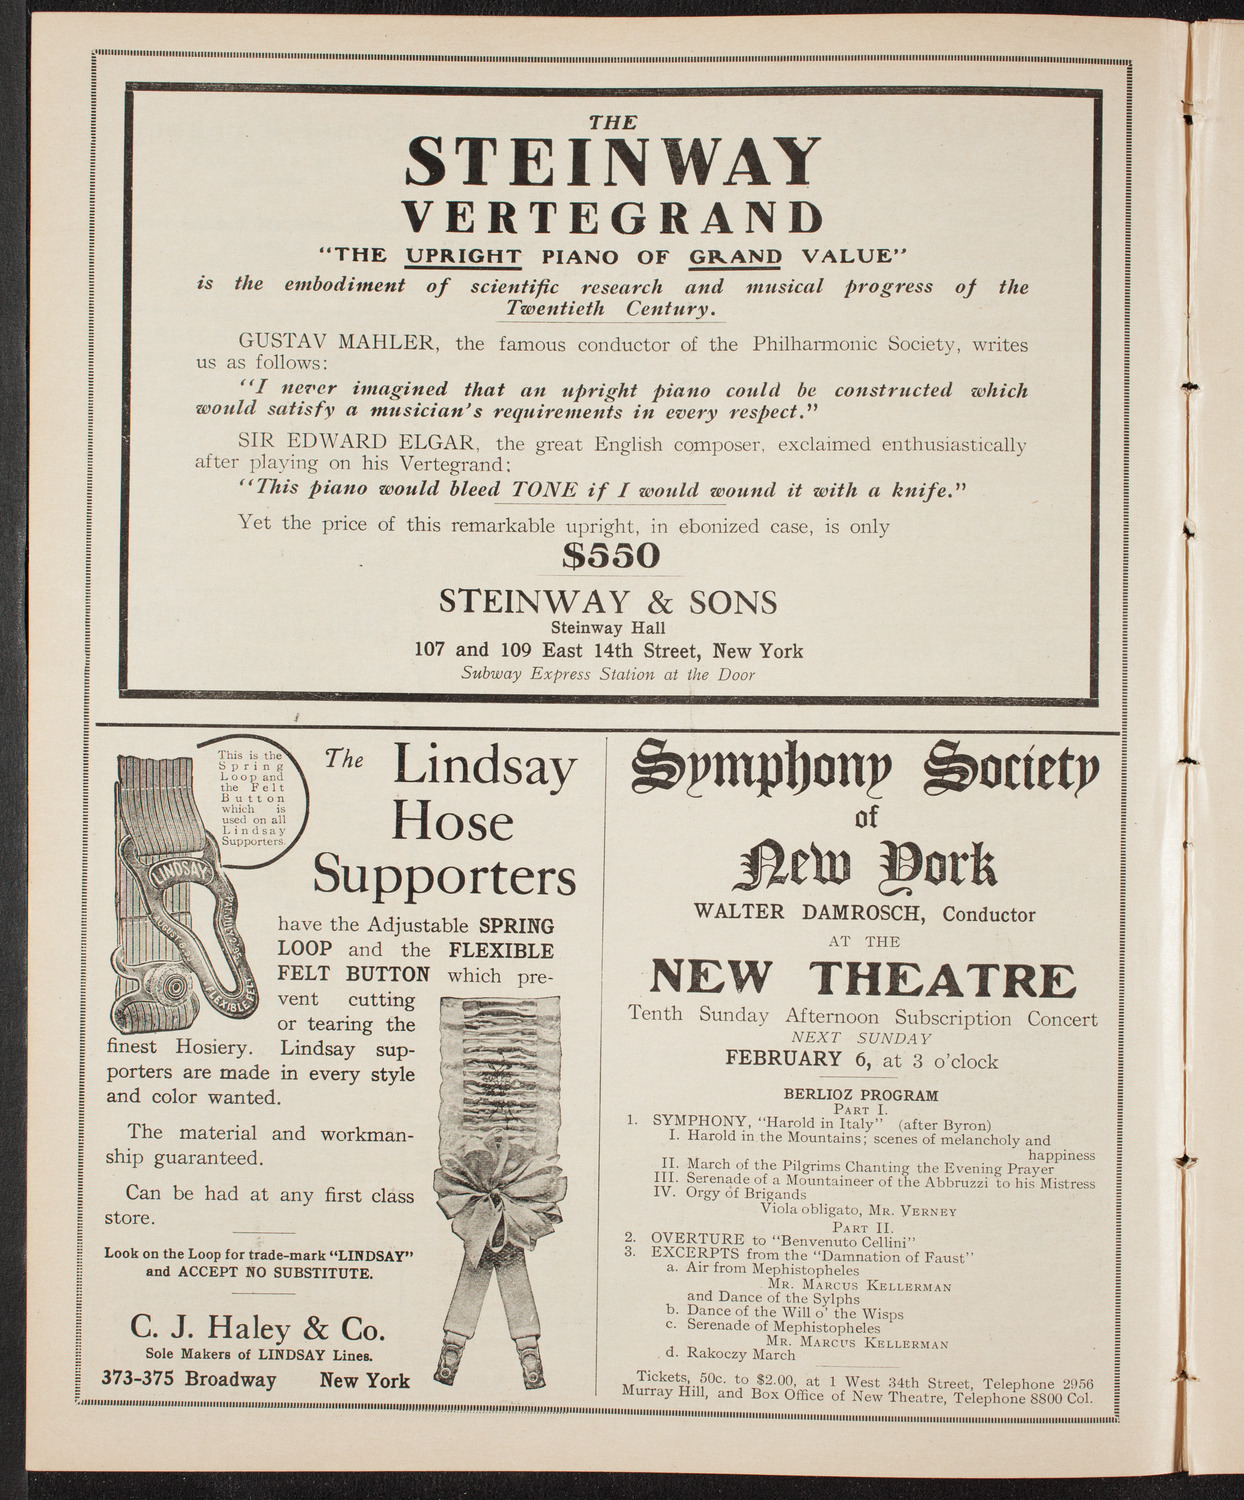 THE
STEINWAY
VERTEGRAND
“THE UPRIGHT PIANO OF GRAND VALUE”
is the embodiment of scientific research and musical progress of the
Twentieth Century.
GUSTAV MAHLER, the famous conductor of the Philharmonic Society, writes
us as follows:
“I never imagined that an upright piano could be constructed which
would satisfy a musician's requirements in every respect.”
SIR EDWARD ELGAR, the great English composer, exclaimed enthusiastically
after playing on his Vertegrand:
“This piano would bleed TONE if I would wound it with a knife.”
Yet the price of this remarkable upright, in ebonized case, is only
$550
STEINWAY & SONS
Steinway Hall
107 and 109 East 14th Street, New York
Subway Express Station at the Door
This is the
Spring
Loop and
the Felt
Button
which is
used on all
Lindsay
Supporters.
LINDSAY
FLEXIBLE FELT
The Lindsay
Hose
Supporters
have the Adjustable SPRING
LOOP and the FLEXIBLE
FELT BUTTON which pre-
vent cutting
or tearing the
finest Hosiery. Lindsay sup-
porters are made in every style
and color wanted.
The material and workman-
ship guaranteed.
Can be had at any first class
store.
Look on the Loop for trade-mark “LINDSAY”
and ACCEPT NO SUBSTITUTE.
C. J. Haley & Co.
Sole Makers of LINDSAY Lines.
373-375 Broadway New York
Symphony Society
of
New York
WALTER DAMROSCH, Conductor
AT THE
NEW THEATRE
Tenth Sunday Afternoon Subscription Concert
NEXT SUNDAY
FEBRUARY 6, at 3 o'clock
BERLIOZ PROGRAM
PART I.
1. SYMPHONY, “Harold in Italy” (after Byron)
I. Harold in the Mountains; scenes of melancholy and
happiness
II. March of the Pilgrims Chanting the Evening Prayer
III. Serenade of a Mountaineer of the Abbruzzi to his Mistress
IV. Orgy of Brigands
Viola obligato, MR. VERNEY
PART II.
2. OVERTURE to “Benvenuto Cellini”
3. EXCERPTS from the “Damnation of Faust”
a. Air from Mephistopheles
MR. MARCUS KELLERMAN
and Dance of the Sylphs
b. Dance of the Will o' the Wisps
c. Serenade of Mephistopheles
MR. MARCUS KELLERMAN
d. Rakoczy March
Tickets, 50c. to $2.00, at 1 West 34th Street, Telephone 2956
Murray Hill, and Box Office of New Theatre, Telephone 8800 Col.